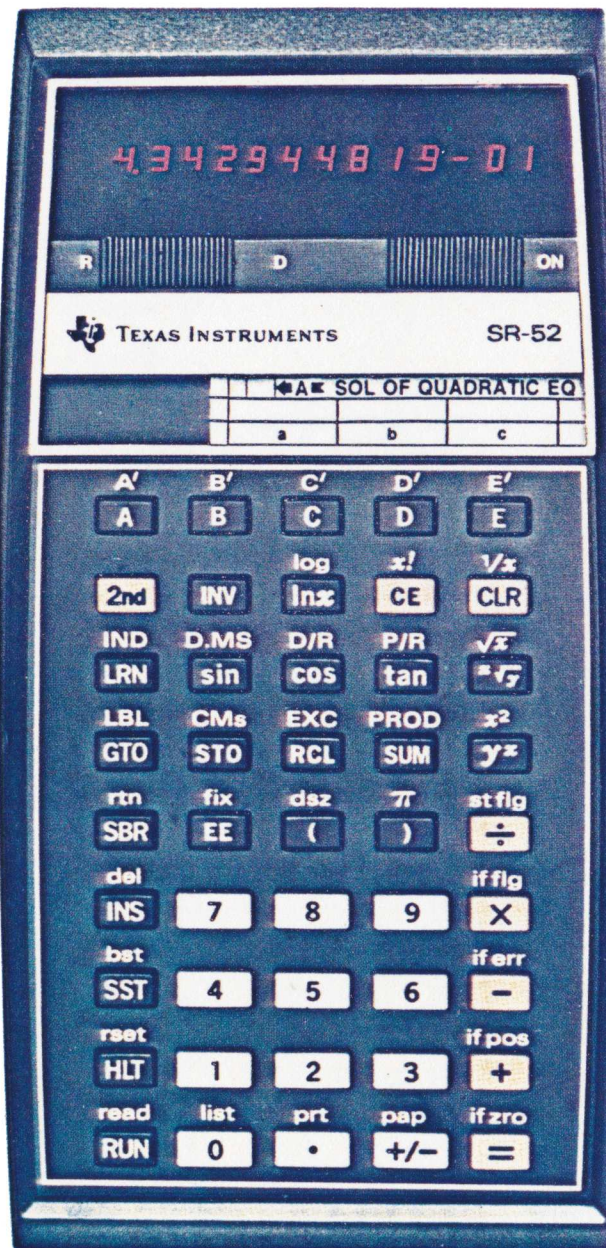 4.342944819-01
R D ON
TEXAS INSTRUMENTS SR-52
A SOL OF QUADRATIC EQ
a b c
A' B' C' D' E'
A B C D E
log x! 1/x
2nd INV lnx CE CLR
IND D.MS D/R P/R √x
LRN sin cos tan ˣ√y
LBL CMs EXC PROD x²
GTO STO RCL SUM yˣ
rtn fix dsz π st flg
SBR EE ( ) ÷
del if flg
INS 7 8 9 ×
bst if err
SST 4 5 6 −
rset if pos
HLT 1 2 3 +
read list prt pap if zro
RUN 0 . +/− =